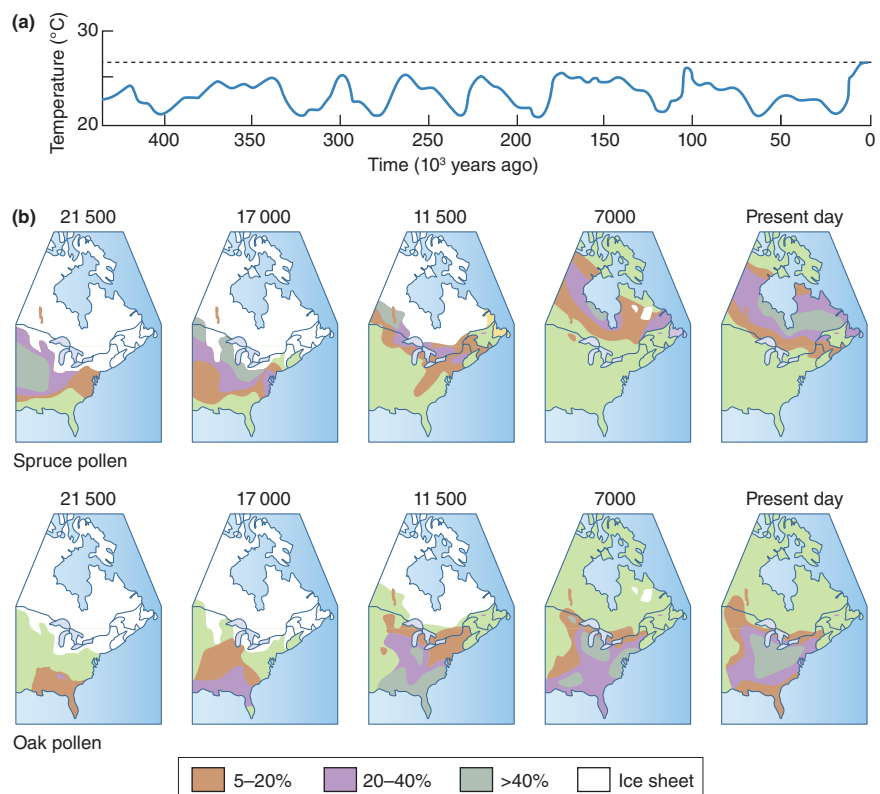 (a)
30
20
Temperature (°C)
400 350 300 250 200 150 100 50 0
Time (10³ years ago)
(b)
21 500 17 000 11 500 7000 Present day
Spruce pollen
21 500 17 000 11 500 7000 Present day
Oak pollen
5–20% 20–40% >40% Ice sheet